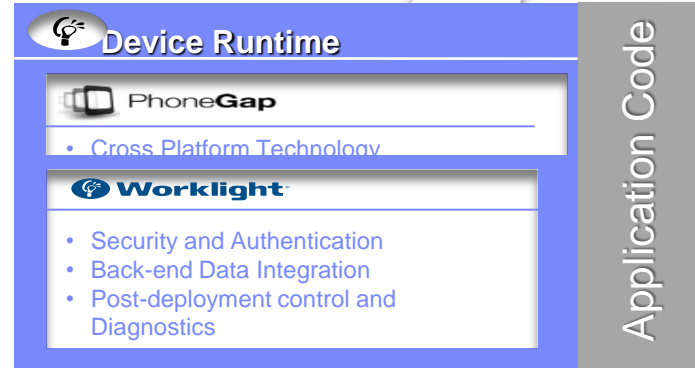 Device Runtime
PhoneGap
• Cross Platform Technology
Worklight
• Security and Authentication
• Back-end Data Integration
• Post-deployment control and
Diagnostics
Application Code